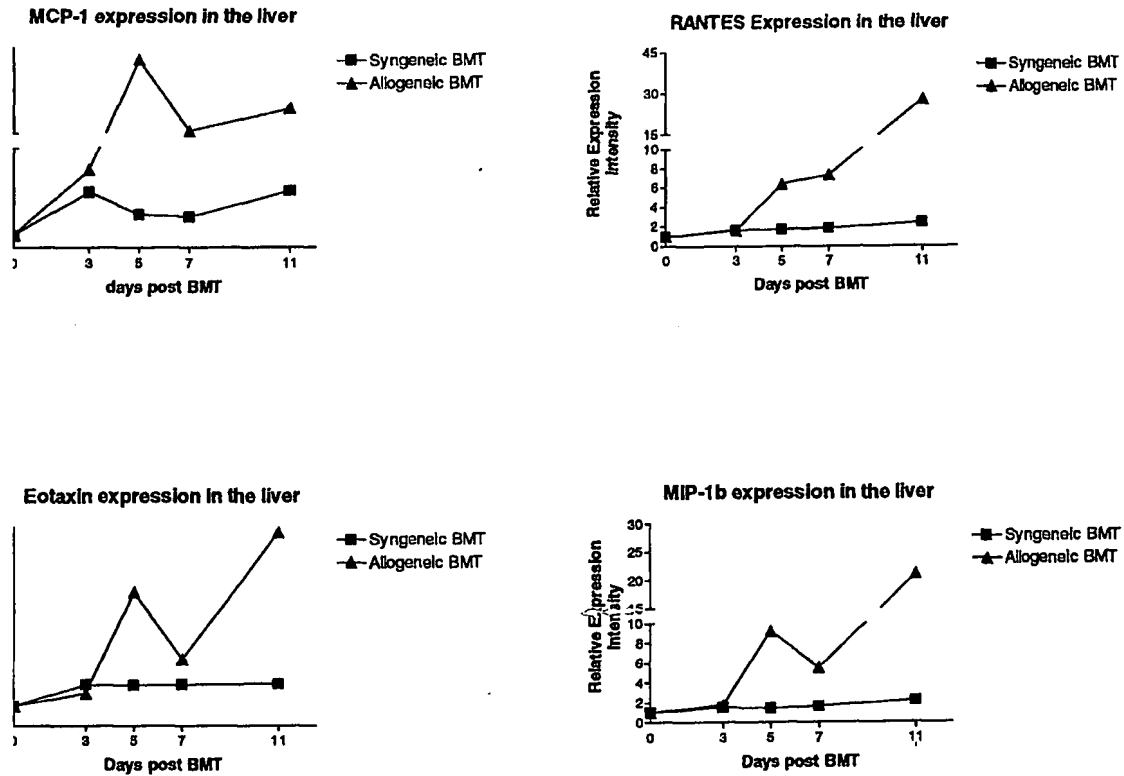 MCP-1 expression in the liver
Syngeneic BMT
Allogeneic BMT
3
5
7
11
days post BMT
RANTES Expression in the liver
Relative Expression
Intensity
45
30
15
10
8
6
4
2
0
Syngeneic BMT
Allogeneic BMT
0
3
5
7
11
Days post BMT
Eotaxin expression in the liver
Syngeneic BMT
Allogeneic BMT
3
5
7
11
Days post BMT
MIP-1b expression in the liver
Relative Expression
Intensity
30
25
20
15
10
8
6
4
2
0
Syngeneic BMT
Allogeneic BMT
0
3
5
7
11
Days post BMT